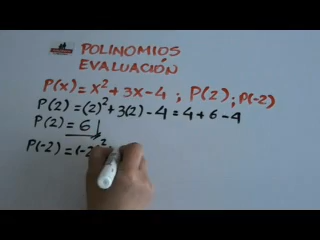 POLINOMIOS
EVALUACIÓN
P(x) = x² + 3x - 4 ; P(2) ; P(-2)
P(2) = (2)² + 3(2) - 4 = 4 + 6 - 4
P(2) = 6
P(-2) = (-2)²